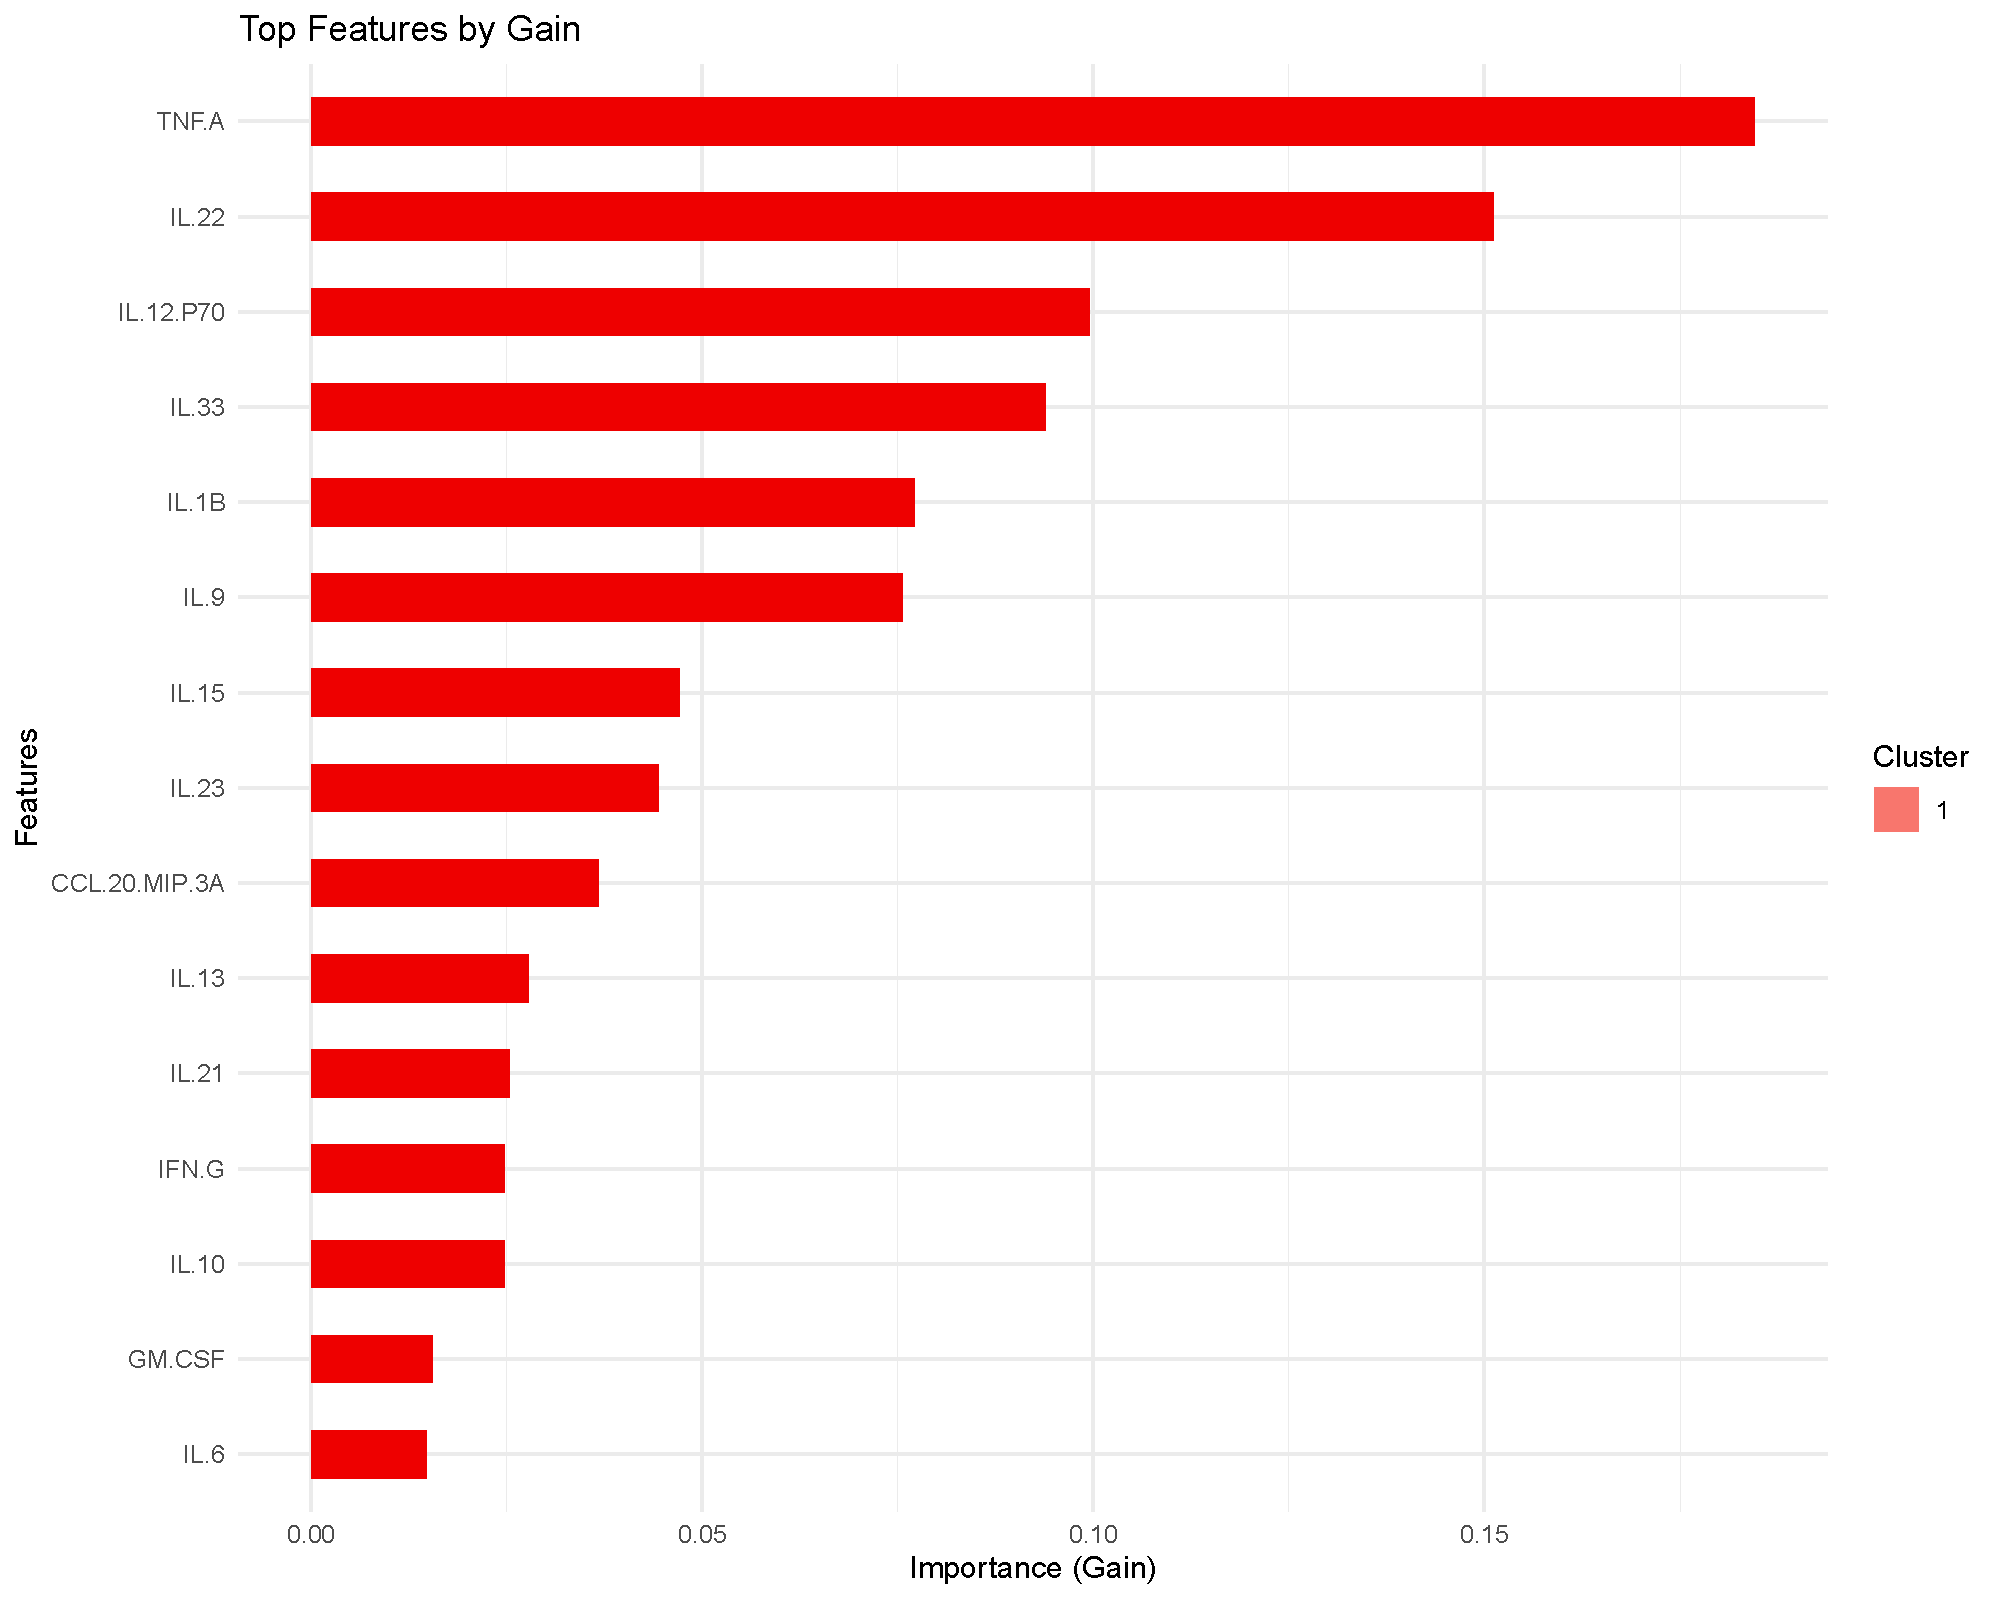 Top Features by Gain
Features
TNF.A
IL.22
IL.12.P70
IL.33
IL.1B
IL.9
IL.15
IL.23
CCL.20.MIP.3A
IL.13
IL.21
IFN.G
IL.10
GM.CSF
IL.6
0.00 0.05 0.10 0.15
Importance (Gain)
Cluster
1